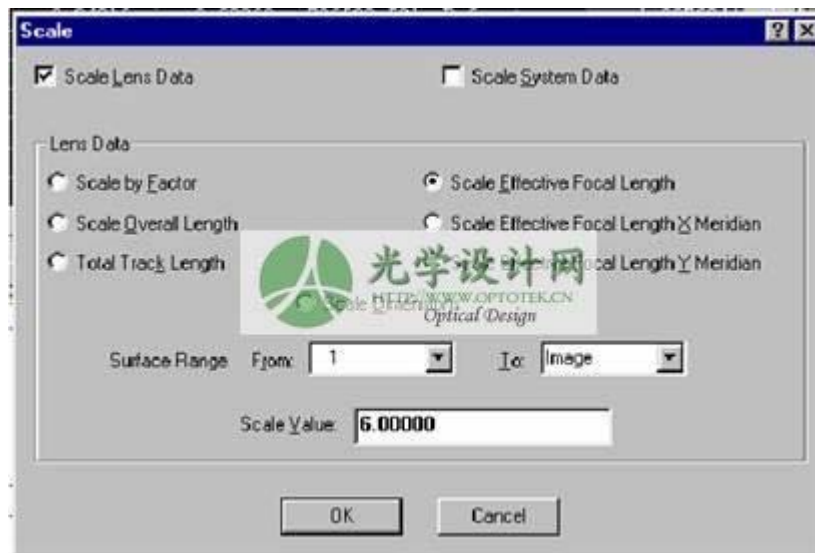 Scale
Scale Lens Data
Scale System Data
Lens Data
Scale by Factor
Scale Effective Focal Length
Scale Overall Length
Scale Effective Focal Length X Meridian
Total Track Length
Focal Length Y Meridian
光学设计网
HTTP://WWW.OPTOTEK.CN
Optical Design
Surface Range From: 1 To: Image
Scale Value: 6.00000
OK
Cancel